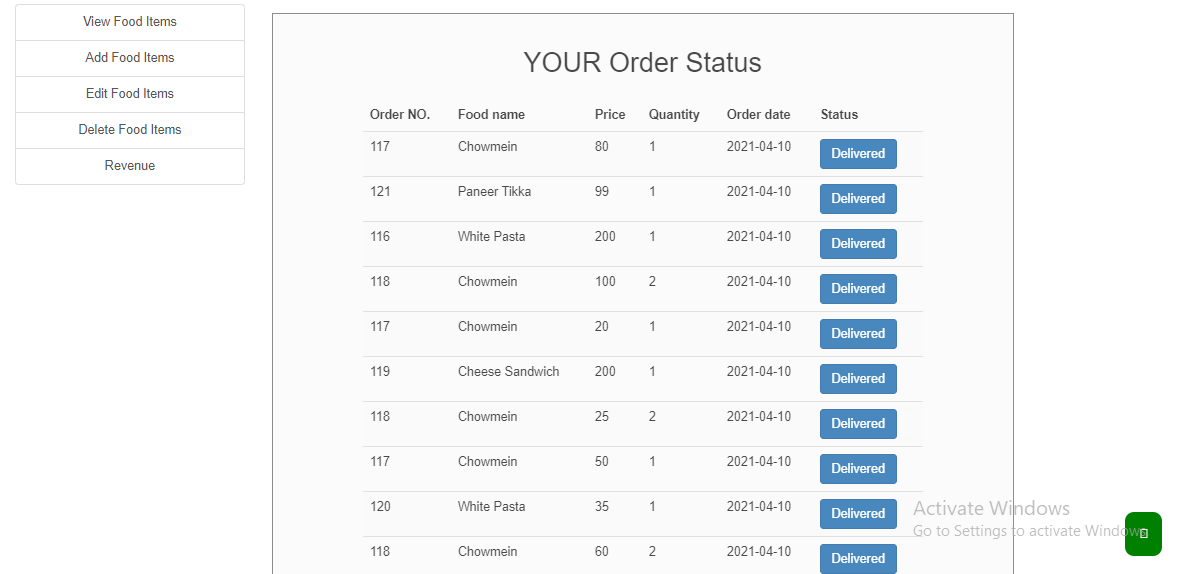 View Food Items
Add Food Items
Edit Food Items
Delete Food Items
Revenue
YOUR Order Status
Order NO. Food name Price Quantity Order date Status
117 Chowmein 80 1 2021-04-10 Delivered
121 Paneer Tikka 99 1 2021-04-10 Delivered
116 White Pasta 200 1 2021-04-10 Delivered
118 Chowmein 100 2 2021-04-10 Delivered
117 Chowmein 20 1 2021-04-10 Delivered
119 Cheese Sandwich 200 1 2021-04-10 Delivered
118 Chowmein 25 2 2021-04-10 Delivered
117 Chowmein 50 1 2021-04-10 Delivered
120 White Pasta 35 1 2021-04-10 Delivered
118 Chowmein 60 2 2021-04-10 Delivered
Activate Windows
Go to Settings to activate Windows